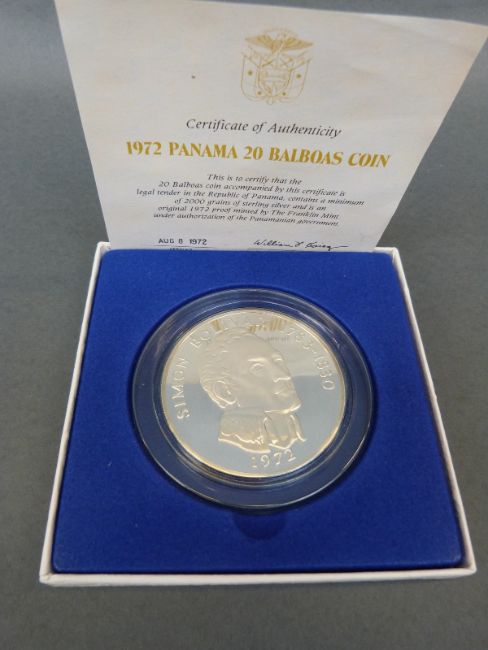 Certificate of Authenticity
1972 PANAMA 20 BALBOAS COIN
This is to certify that the
20 Balboas coin accompanied by this certificate is
legal tender in the Republic of Panama, contains a minimum
of 2000 grains of sterling silver and is an
original 1972 proof minted by The Franklin Mint
under authorization of the Panamanian government.
AUG 8 1972
SIMON BO
1972